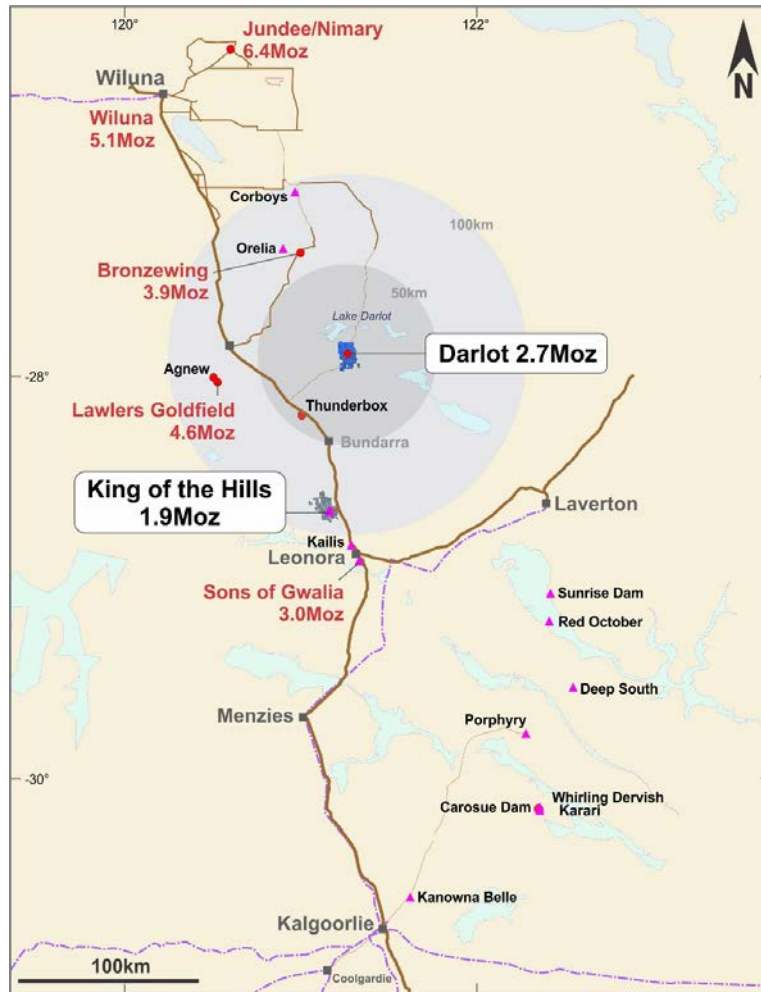 120
122
Jundee/Nimary
6.4Moz
N
Wiluna
Wiluna
5.1Moz
Corboys
100km
Orelia
Bronzewing
3.9Moz
50km
Lake Darlot
Darlot 2.7Moz
-28
Agnew
Lawlers Goldfield
4.6Moz
Thunderbox
Bundarra
King of the Hills
1.9Moz
Laverton
Kailis
Leonora
Sons of Gwalia
3.0Moz
Sunrise Dam
Red October
Deep South
Menzies
Porphyry
-30
Whirling Dervish
Carosue Dam
Karari
Kanowna Belle
Kalgoorlie
100km
Coolgardie